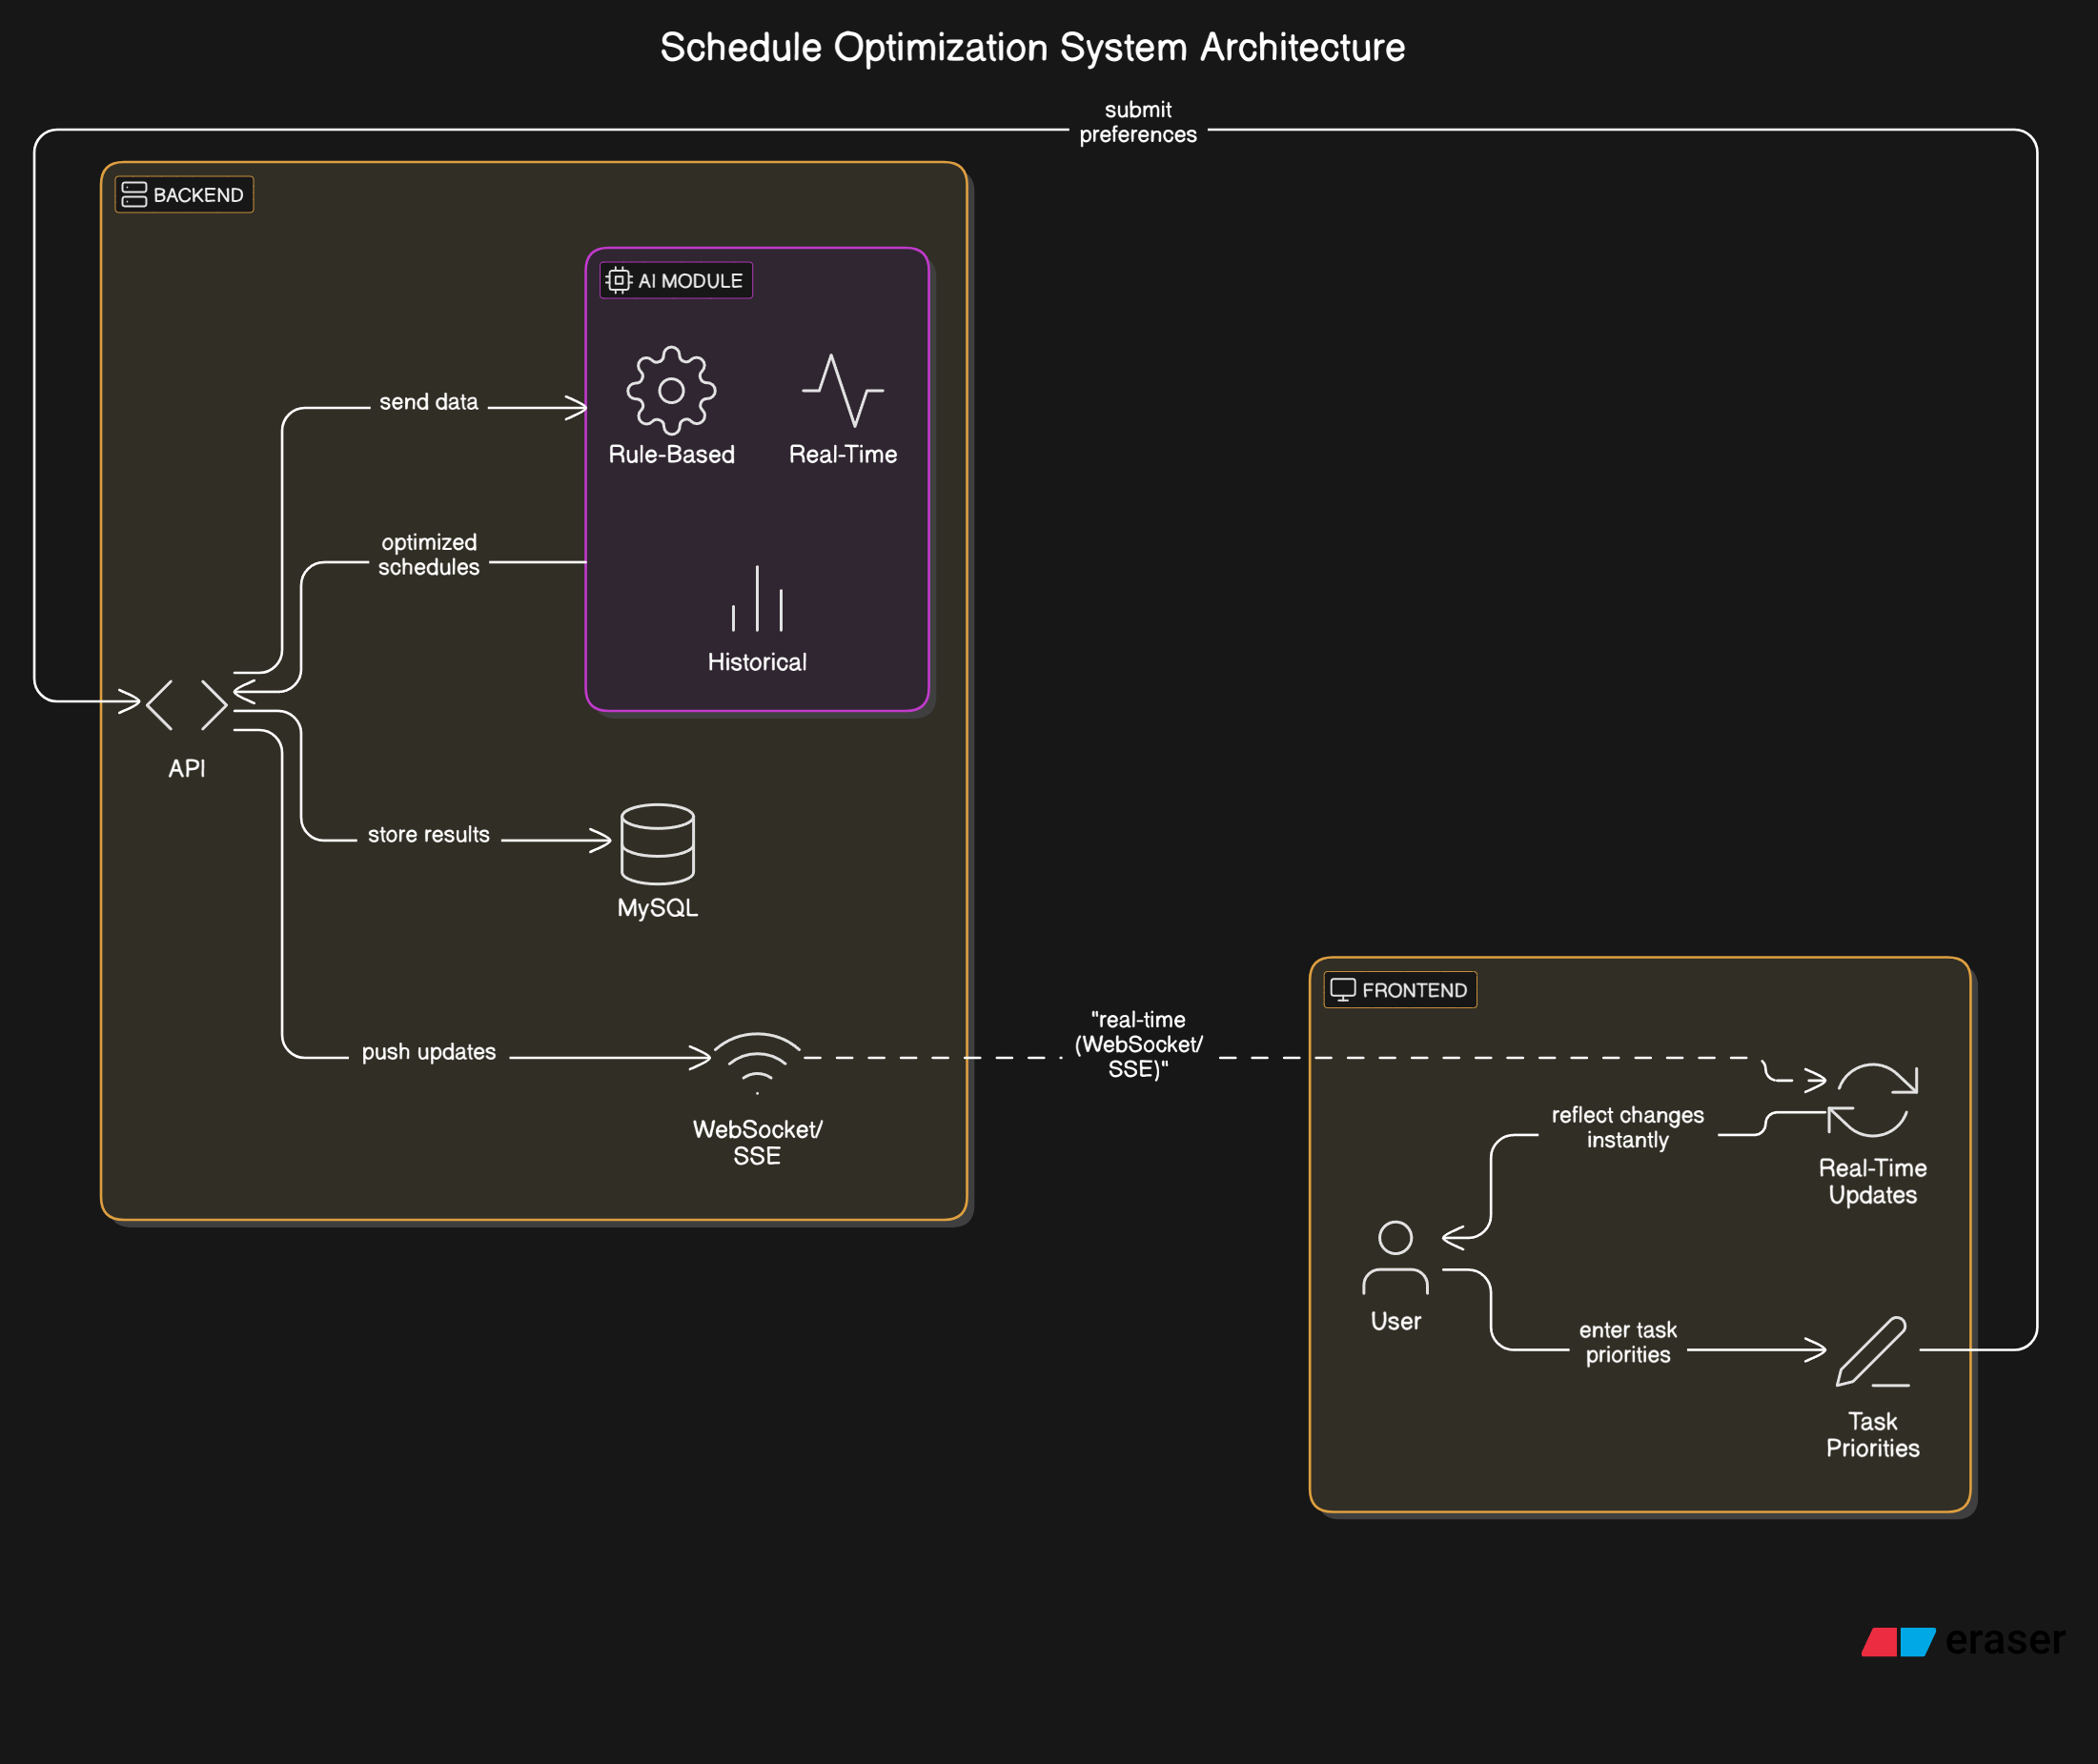 Schedule Optimization System Architecture
submit
preferences
BACKEND
AI MODULE
send data
Rule-Based
Real-Time
optimized
schedules
Historical
API
store results
MySQL
push updates
WebSocket/
SSE
"real-time
(WebSocket/
SSE)"
FRONTEND
reflect changes
instantly
Real-Time
Updates
User
enter task
priorities
Task
Priorities
eraser